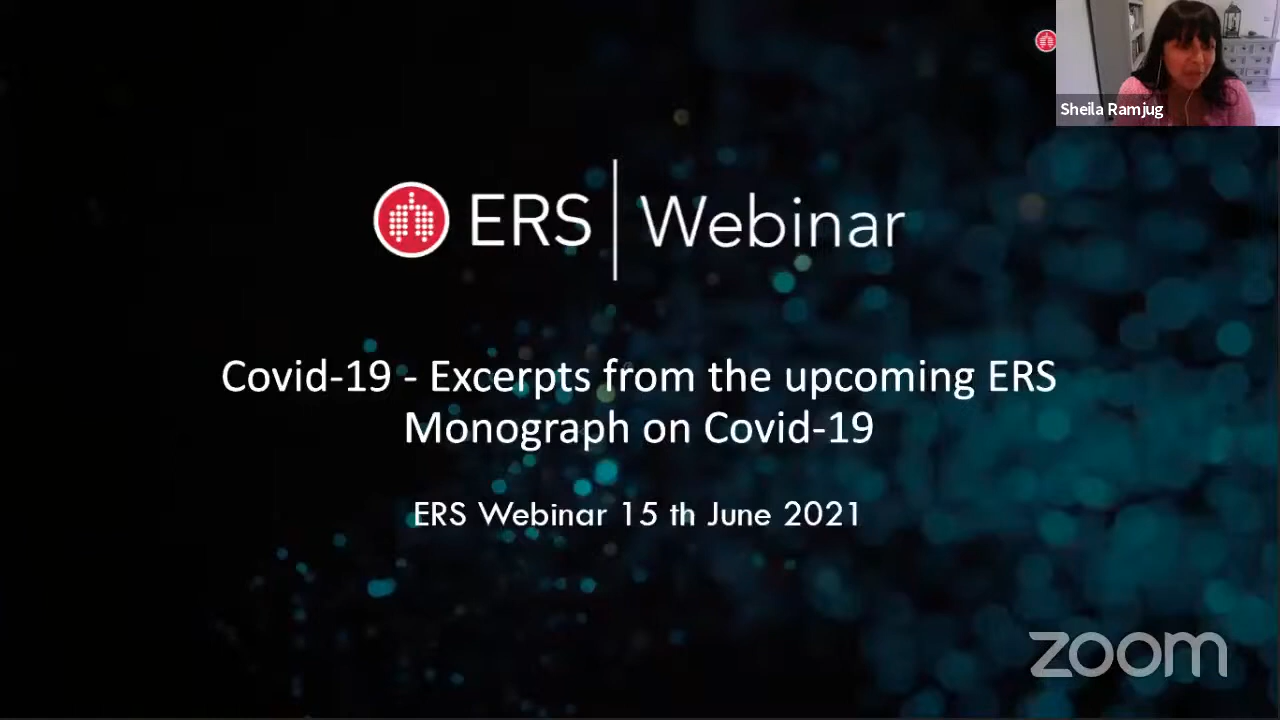 Sheila Ramjug
ERS | Webinar
Covid-19 - Excerpts from the upcoming ERS
Monograph on Covid-19
ERS Webinar 15 th June 2021
zoom